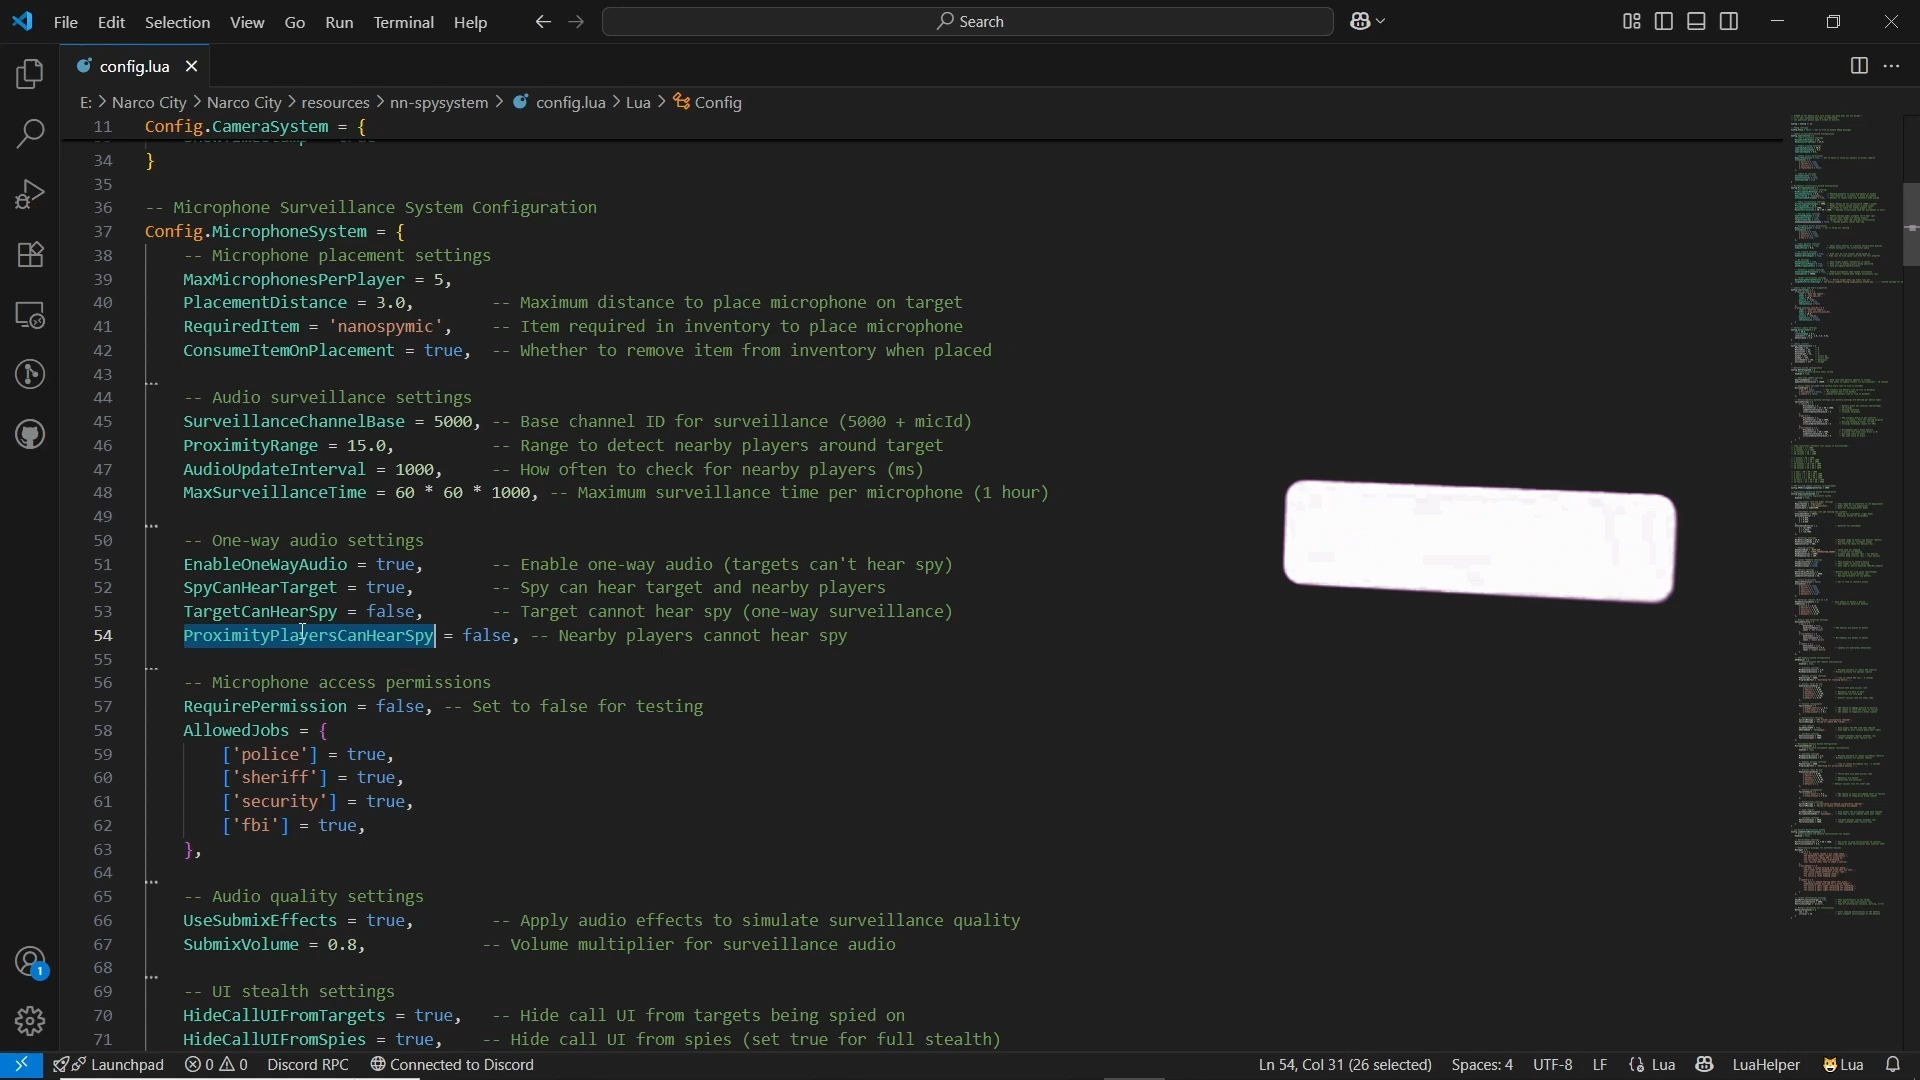 File Edit Selection View Go Run Terminal Help
Search
config.lua
E: > Narco City > Narco City > resources > nn-spysystem > config.lua > Lua > Config
11 Config.CameraSystem = {
34 }
35
36 -- Microphone Surveillance System Configuration
37 Config.MicrophoneSystem = {
38 -- Microphone placement settings
39 MaxMicrophonesPerPlayer = 5,
40 PlacementDistance = 3.0, -- Maximum distance to place microphone on target
41 RequiredItem = 'nanospymic', -- Item required in inventory to place microphone
42 ConsumeItemOnPlacement = true, -- Whether to remove item from inventory when placed
43
44 -- Audio surveillance settings
45 SurveillanceChannelBase = 5000, -- Base channel ID for surveillance (5000 + micId)
46 ProximityRange = 15.0, -- Range to detect nearby players around target
47 AudioUpdateInterval = 1000, -- How often to check for nearby players (ms)
48 MaxSurveillanceTime = 60 * 60 * 1000, -- Maximum surveillance time per microphone (1 hour)
49
50 -- One-way audio settings
51 EnableOneWayAudio = true, -- Enable one-way audio (targets can't hear spy)
52 SpyCanHearTarget = true, -- Spy can hear target and nearby players
53 TargetCanHearSpy = false, -- Target cannot hear spy (one-way surveillance)
54 ProximityPlayersCanHearSpy = false, -- Nearby players cannot hear spy
55
56 -- Microphone access permissions
57 RequirePermission = false, -- Set to false for testing
58 AllowedJobs = {
59 ['police'] = true,
60 ['sheriff'] = true,
61 ['security'] = true,
62 ['fbi'] = true,
63 },
64
65 -- Audio quality settings
66 UseSubmixEffects = true, -- Apply audio effects to simulate surveillance quality
67 SubmixVolume = 0.8, -- Volume multiplier for surveillance audio
68
69 -- UI stealth settings
70 HideCallUIFromTargets = true, -- Hide call UI from targets being spied on
71 HideCallUIFromSpies = true, -- Hide call UI from spies (set true for full stealth)
1
Launchpad 0 0 Discord RPC Connected to Discord Ln 54, Col 31 (26 selected) Spaces: 4 UTF-8 LF Lua LuaHelper Lua